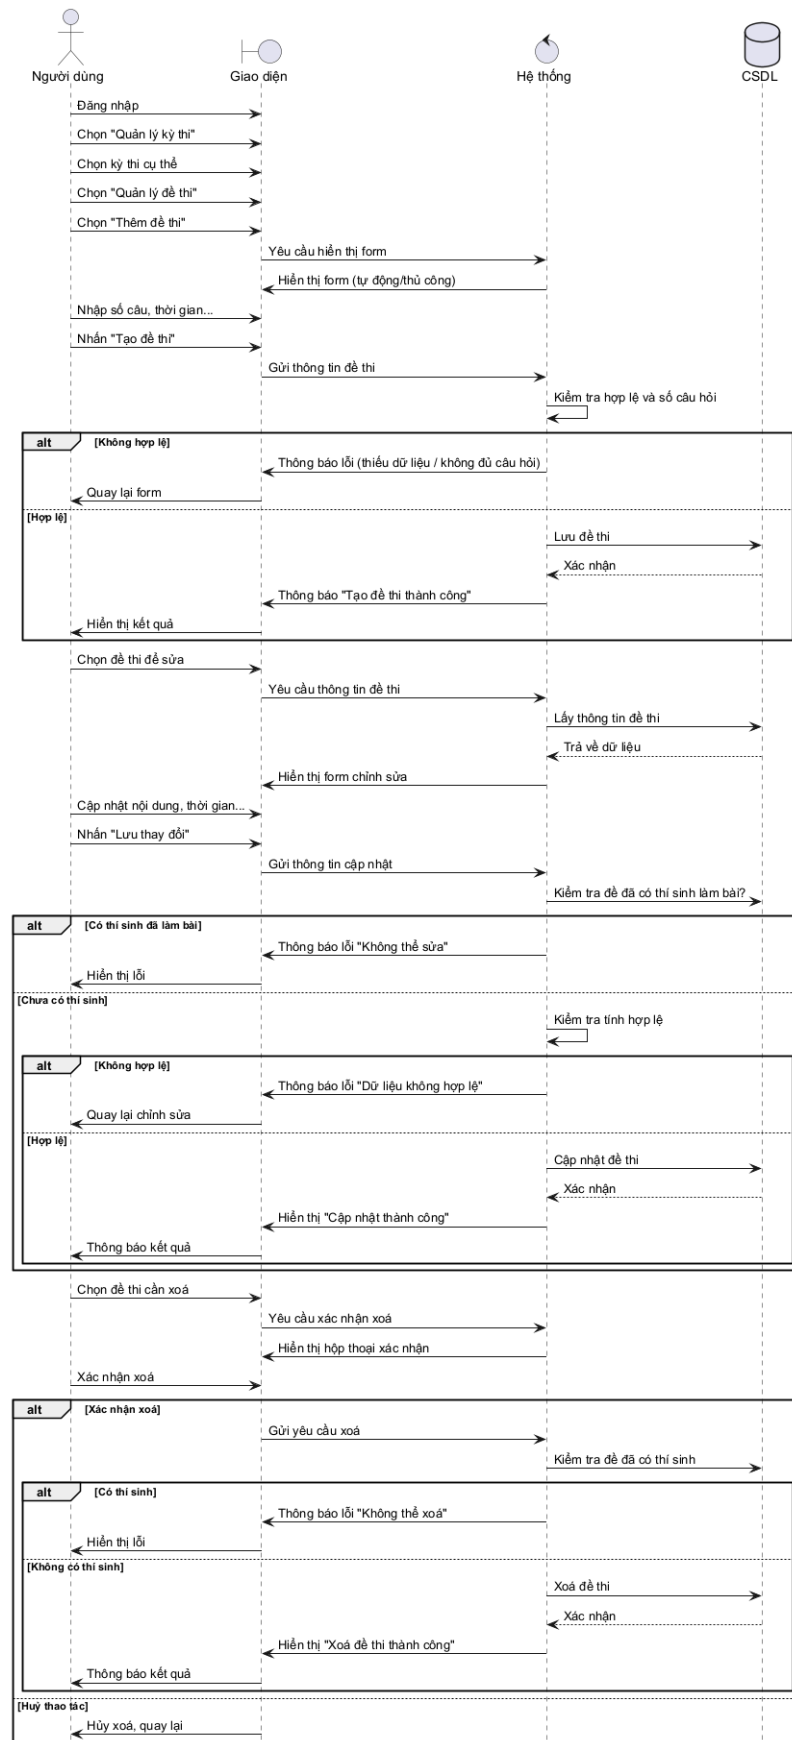 Người dùng
Giao diện
Hệ thống
CSDL
Đăng nhập
Chọn "Quản lý kỳ thi"
Chọn kỳ thi cụ thể
Chọn "Quản lý đề thi"
Chọn "Thêm đề thi"
Yêu cầu hiển thị form
Hiển thị form (tự động/thủ công)
Nhập số câu, thời gian...
Nhấn "Tạo đề thi"
Gửi thông tin đề thi
Kiểm tra hợp lệ và số câu hỏi
alt [Không hợp lệ]
Thông báo lỗi (thiếu dữ liệu / không đủ câu hỏi)
Quay lại form
[Hợp lệ]
Lưu đề thi
Xác nhận
Thông báo "Tạo đề thi thành công"
Hiển thị kết quả
Chọn đề thi để sửa
Yêu cầu thông tin đề thi
Lấy thông tin đề thi
Trả về dữ liệu
Hiển thị form chỉnh sửa
Cập nhật nội dung, thời gian...
Nhấn "Lưu thay đổi"
Gửi thông tin cập nhật
Kiểm tra đề đã có thí sinh làm bài?
alt [Có thí sinh đã làm bài]
Thông báo lỗi "Không thể sửa"
Hiển thị lỗi
[Chưa có thí sinh]
Kiểm tra tính hợp lệ
alt [Không hợp lệ]
Thông báo lỗi "Dữ liệu không hợp lệ"
Quay lại chỉnh sửa
[Hợp lệ]
Cập nhật đề thi
Xác nhận
Hiển thị "Cập nhật thành công"
Thông báo kết quả
Chọn đề thi cần xoá
Yêu cầu xác nhận xoá
Hiển thị hộp thoại xác nhận
Xác nhận xoá
alt [Xác nhận xoá]
Gửi yêu cầu xoá
Kiểm tra đề đã có thí sinh
alt [Có thí sinh]
Thông báo lỗi "Không thể xoá"
Hiển thị lỗi
[Không có thí sinh]
Xoá đề thi
Xác nhận
Hiển thị "Xoá đề thi thành công"
Thông báo kết quả
[Huỷ thao tác]
Hủy xoá, quay lại